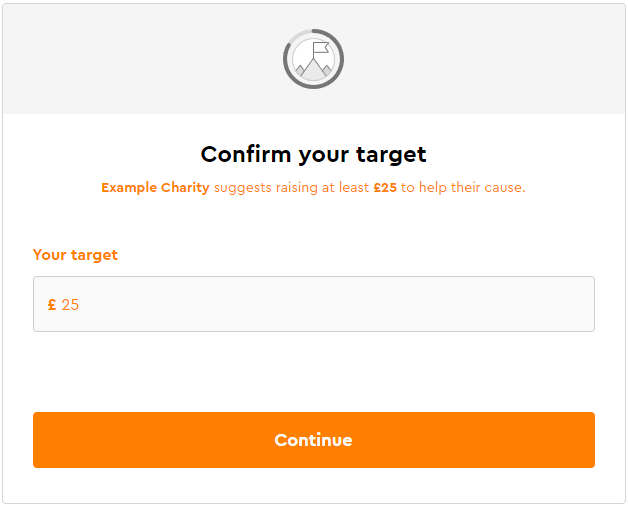 Confirm your target
Example Charity suggests raising at least £25 to help their cause.
Your target
£ 25
Continue